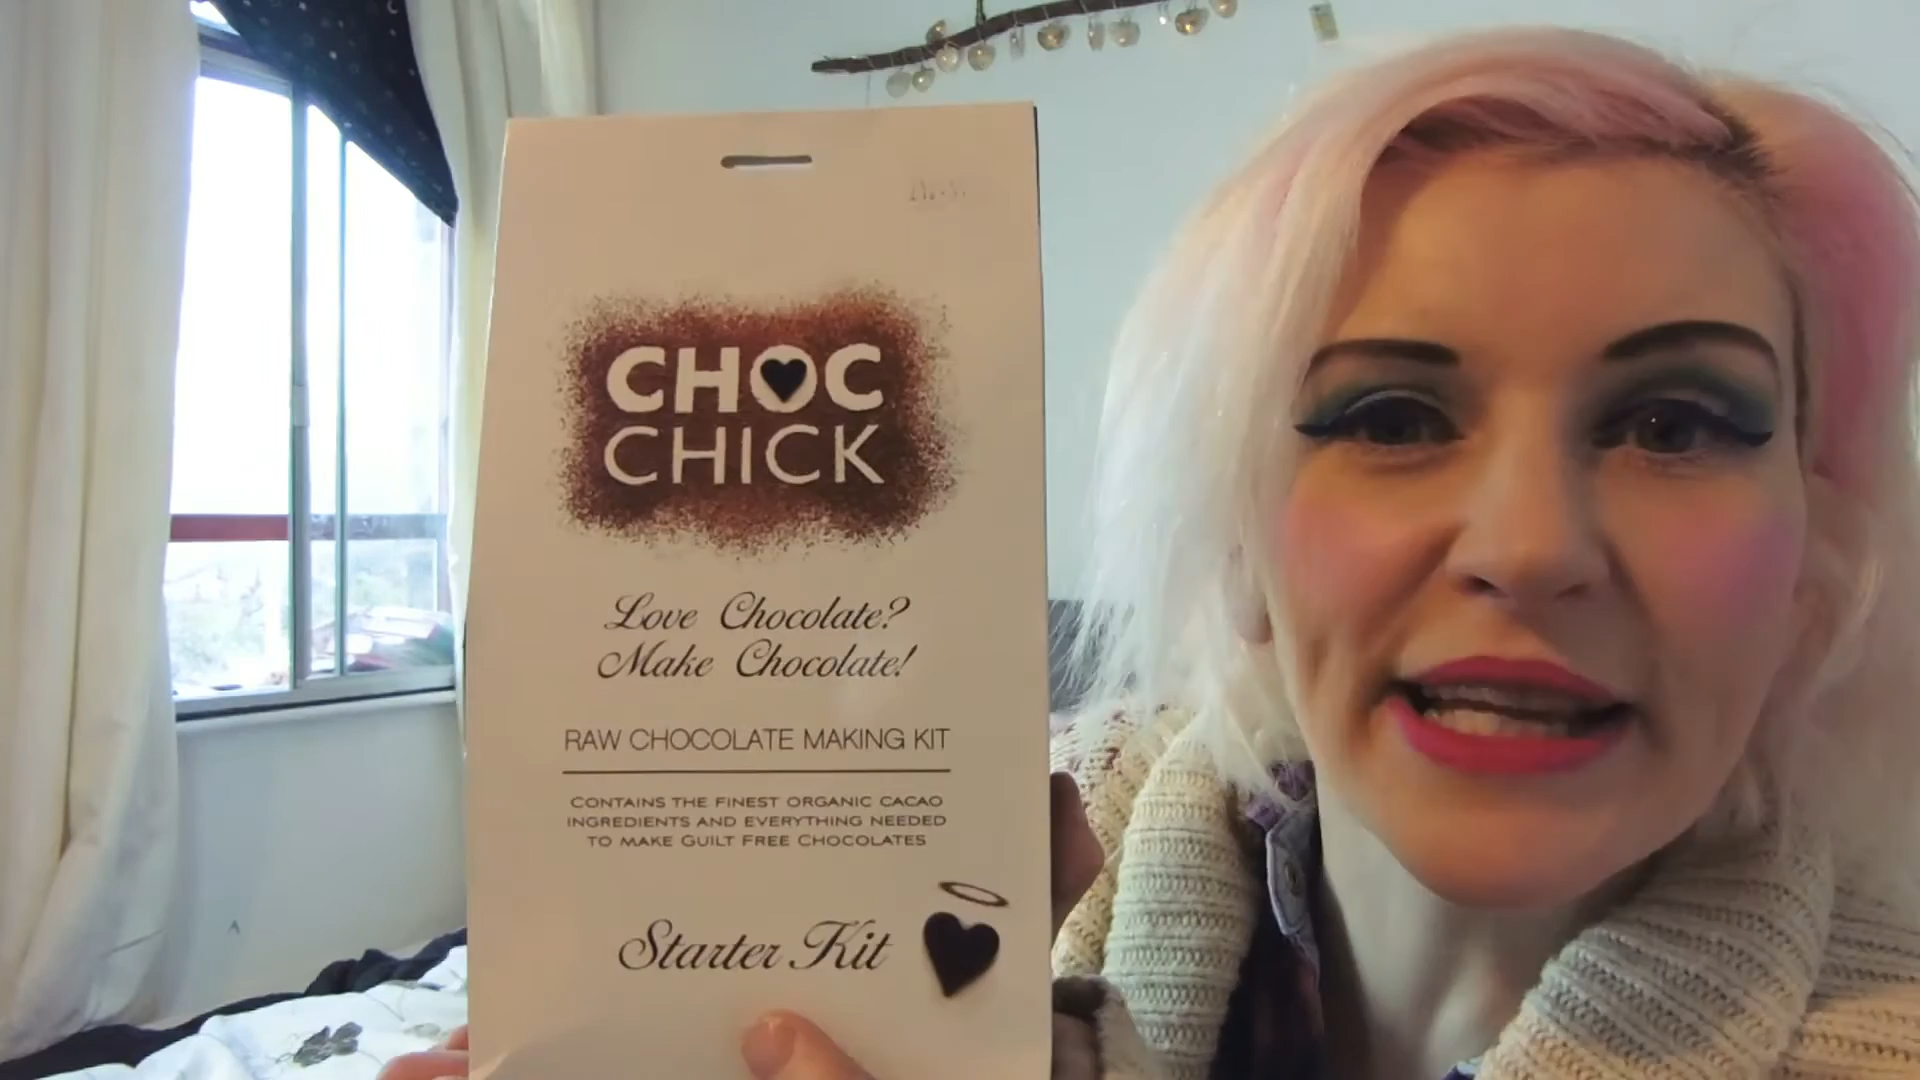 CHOC
CHICK
Love Chocolate?
Make Chocolate!
RAW CHOCOLATE MAKING KIT
CONTAINS THE FINEST ORGANIC CACAO
INGREDIENTS AND EVERYTHING NEEDED
TO MAKE GUILT FREE CHOCOLATES
Starter Kit